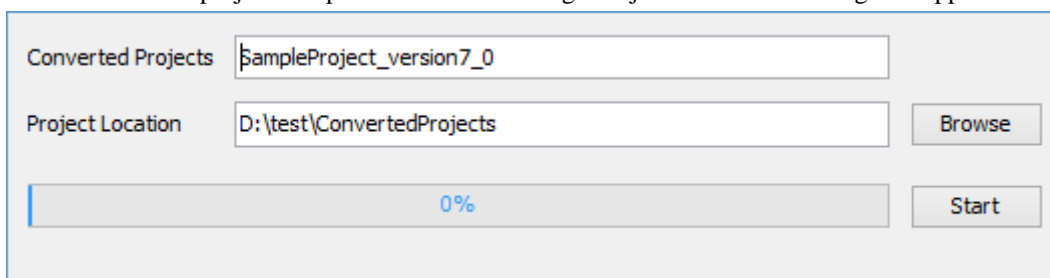 Converted Projects SampleProject_version7_0
Project Location D:\test\ConvertedProjects Browse
0% Start